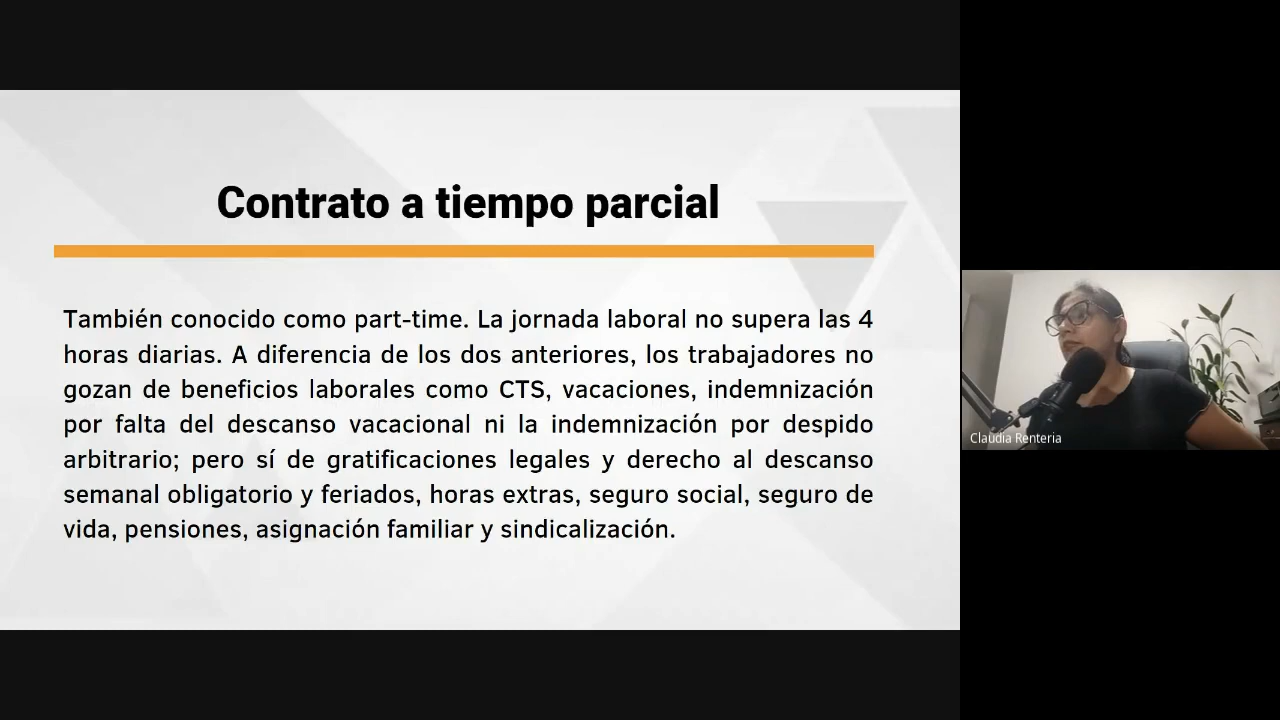 Contrato a tiempo parcial
También conocido como part-time. La jornada laboral no supera las 4
horas diarias. A diferencia de los dos anteriores, los trabajadores no
gozan de beneficios laborales como CTS, vacaciones, indemnización
por falta del descanso vacacional ni la indemnización por despido
arbitrario; pero sí de gratificaciones legales y derecho al descanso
semanal obligatorio y feriados, horas extras, seguro social, seguro de
vida, pensiones, asignación familiar y sindicalización.
Claudia Renteria